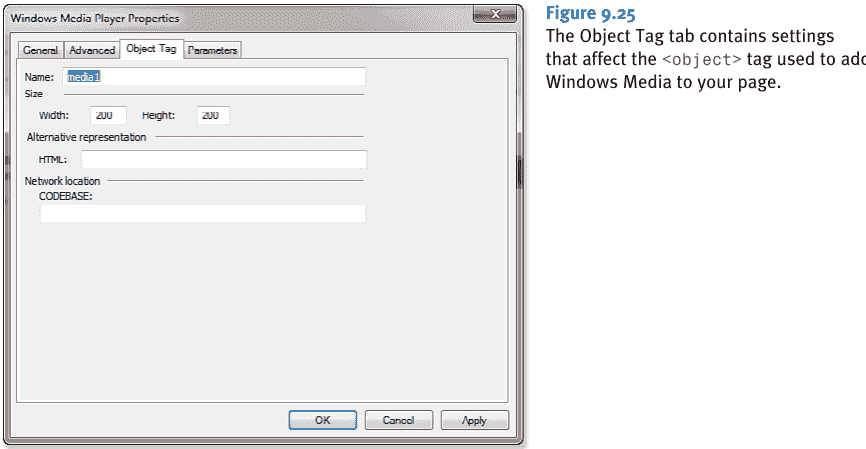 Windows Media Player Properties
X
General Advanced Object Tag Parameters
Name: media1
Size
Width: 200 Height: 200
Alternative representation
HTML:
Network location
CODEBASE:
OK Cancel Apply
Figure 9.25
The Object Tag tab contains settings
that affect the <object> tag used to add
Windows Media to your page.